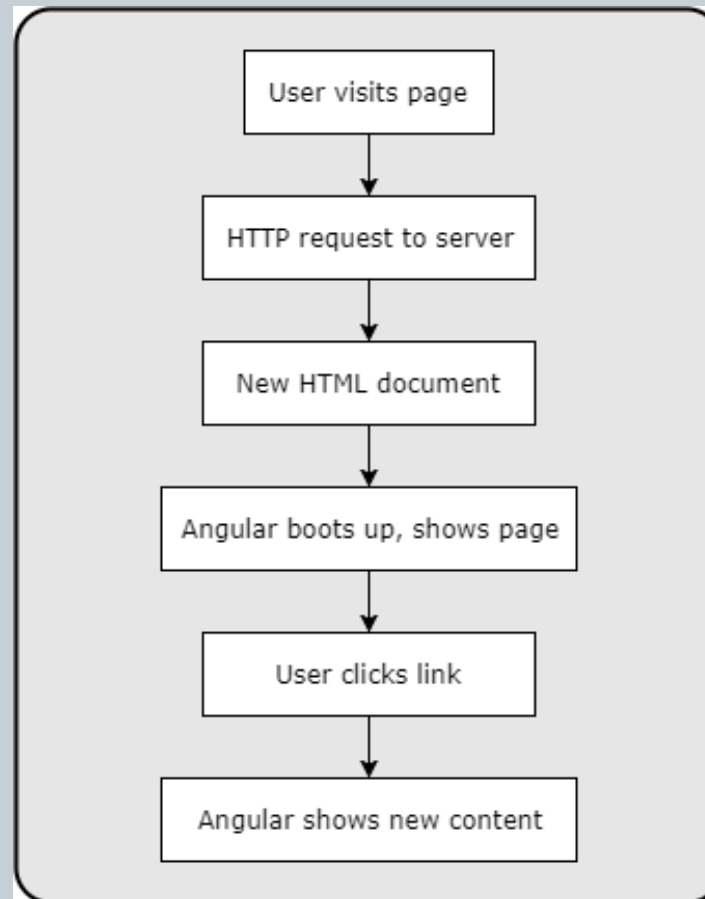 User visits page
HTTP request to server
New HTML document
Angular boots up, shows page
User clicks link
Angular shows new content